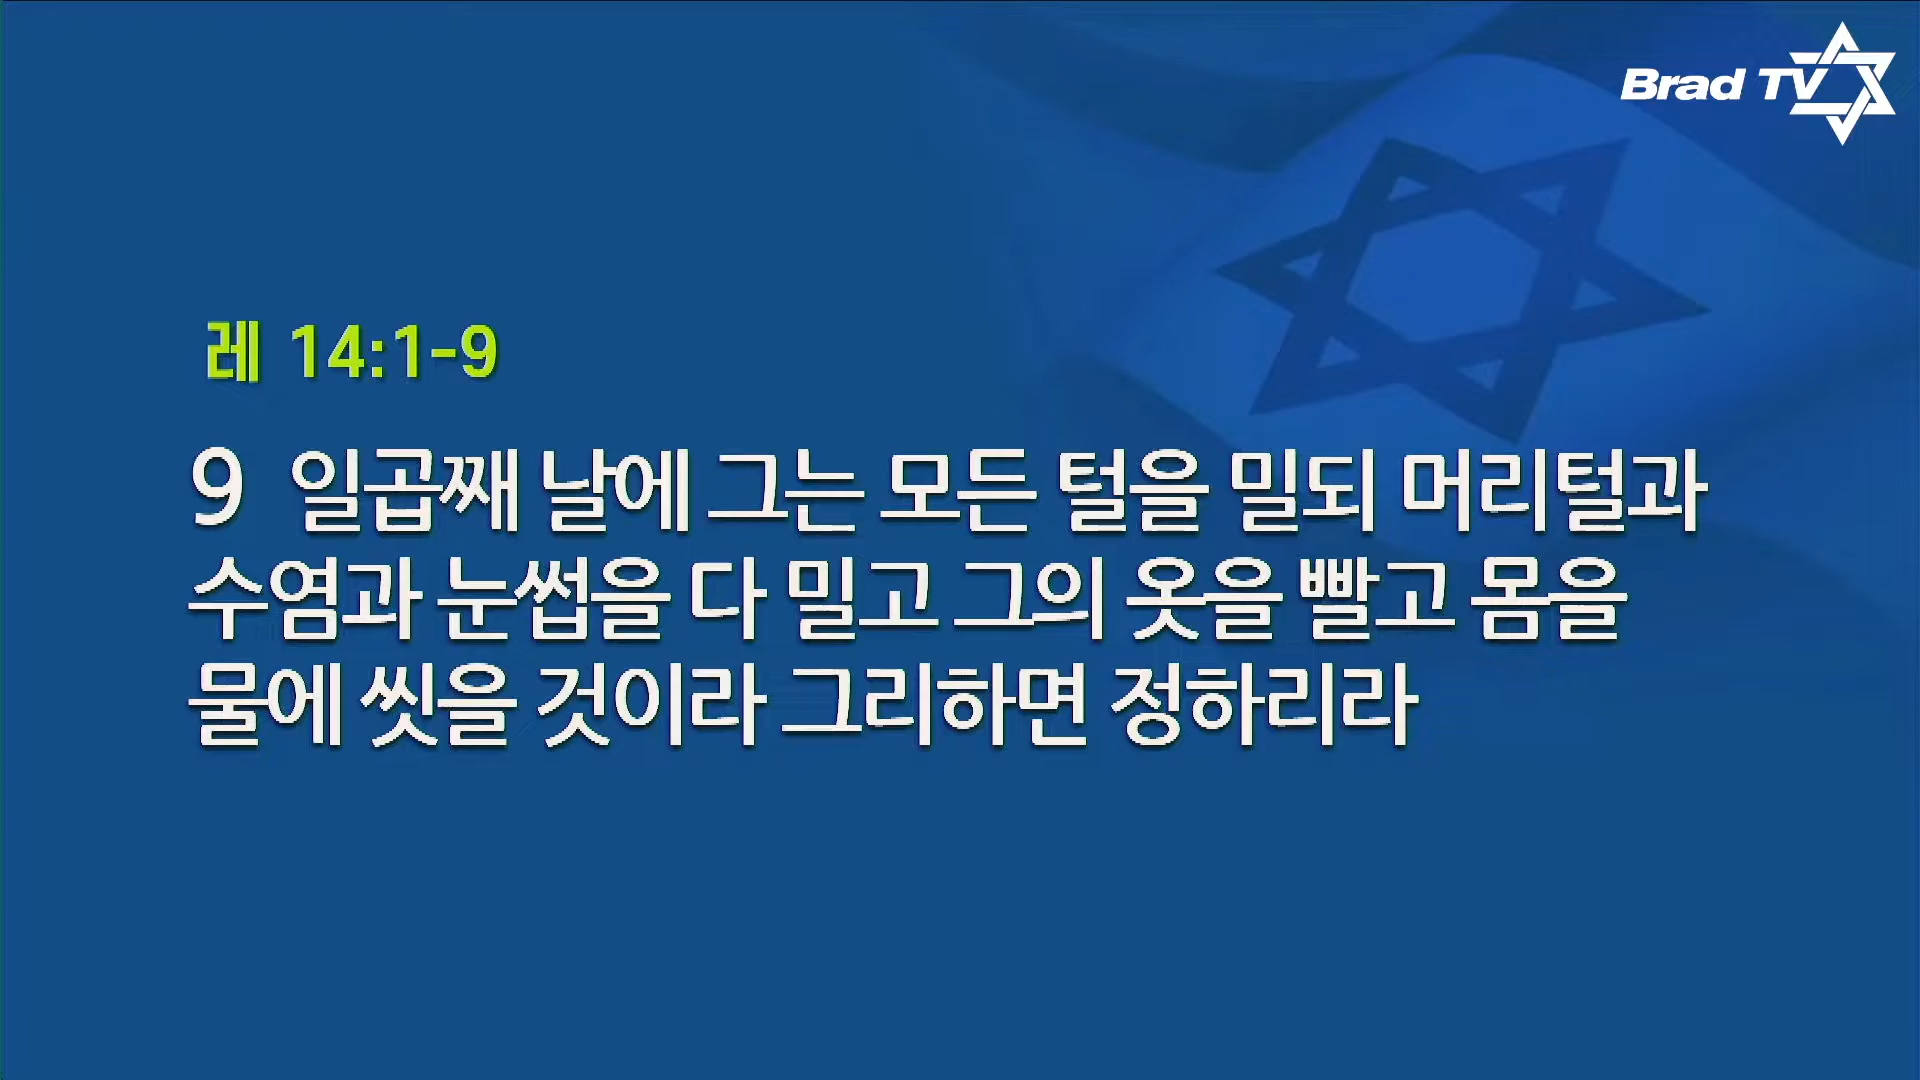 Brad TV
레 14:1-9
9 일곱째 날에 그는 모든 털을 밀되 머리털과
수염과 눈썹을 다 밀고 그의 옷을 빨고 몸을
물에 씻을 것이라 그리하면 정하리라